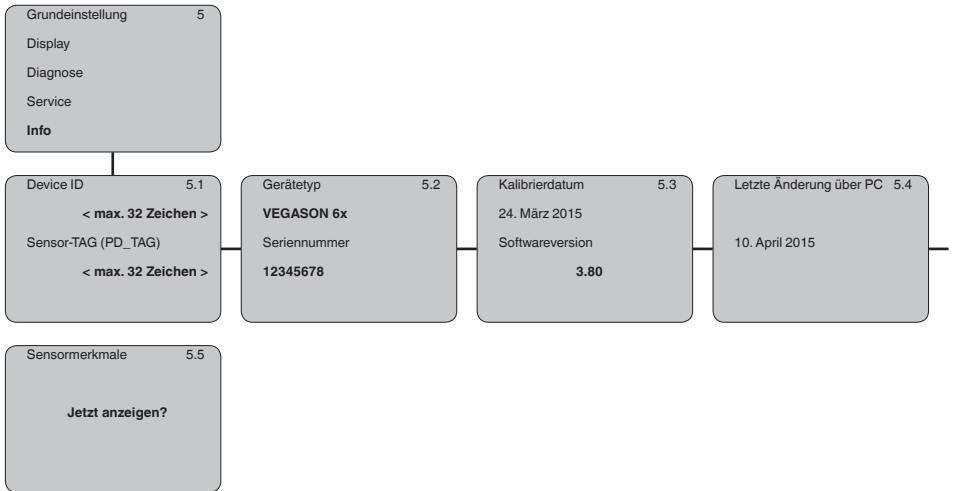 Grundeinstellung 5
Display
Diagnose
Service
Info
Device ID 5.1
< max. 32 Zeichen >
Sensor-TAG (PD_TAG)
< max. 32 Zeichen >
Gerätetyp 5.2
VEGASON 6x
Seriennummer
12345678
Kalibrierdatum 5.3
24. März 2015
Softwareversion
3.80
Letzte Änderung über PC 5.4
10. April 2015
Sensormerkmale 5.5
Jetzt anzeigen?